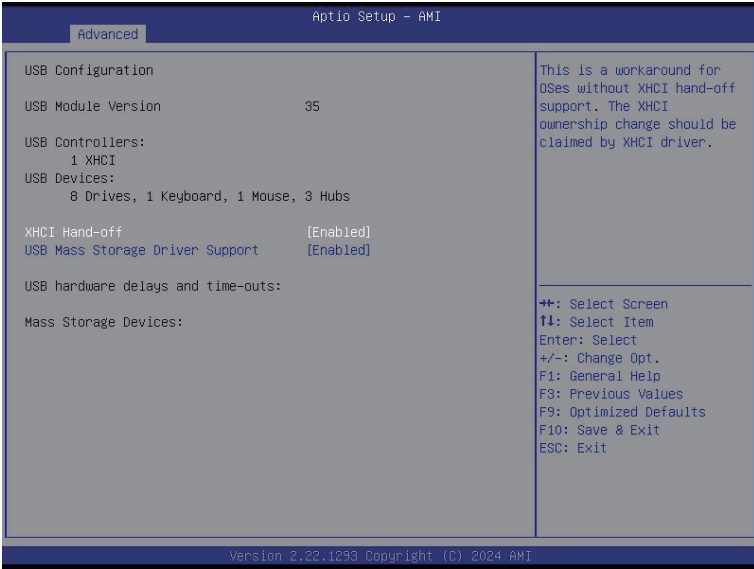 Aptio Setup – AMI
Advanced
USB Configuration
USB Module Version 35
USB Controllers:
1 XHCI
USB Devices:
8 Drives, 1 Keyboard, 1 Mouse, 3 Hubs
XHCI Hand-off [Enabled]
USB Mass Storage Driver Support [Enabled]
USB hardware delays and time-outs:
Mass Storage Devices:
This is a workaround for
OSes without XHCI hand-off
support. The XHCI
ownership change should be
claimed by XHCI driver.
→←: Select Screen
↑↓: Select Item
Enter: Select
+/-: Change Opt.
F1: General Help
F3: Previous Values
F9: Optimized Defaults
F10: Save & Exit
ESC: Exit
Version 2.22.1293 Copyright (C) 2024 AMI